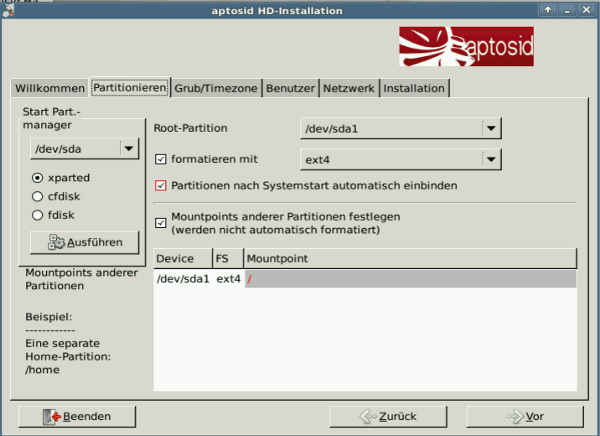 aptosid HD-Installation
aptosid
Willkommen Partitionieren Grub/Timezone Benutzer Netzwerk Installation
Start Part.-
manager
/dev/sda
xparted
cfdisk
fdisk
Ausführen
Mountpoints anderer
Partitionen
Beispiel:
------------
Eine separate
Home-Partition:
/home
Root-Partition /dev/sda1
formatieren mit ext4
Partitionen nach Systemstart automatisch einbinden
Mountpoints anderer Partitionen festlegen
(werden nicht automatisch formatiert)
Device FS Mountpoint
/dev/sda1 ext4 /
Beenden Zurück Vor